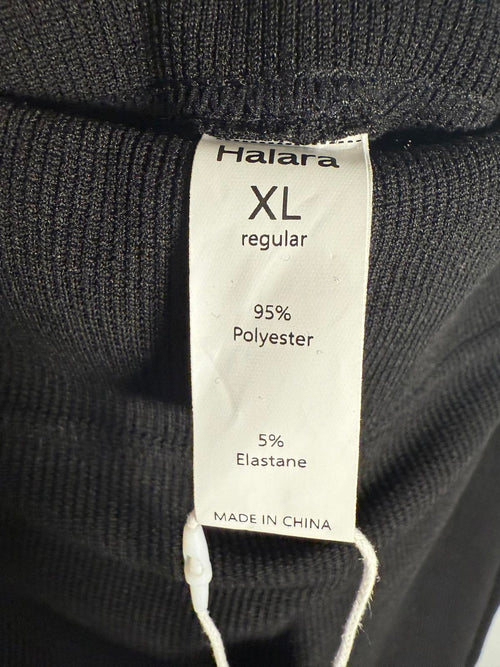 Halara
XL
regular
95%
Polyester
5%
Elastane
MADE IN CHINA